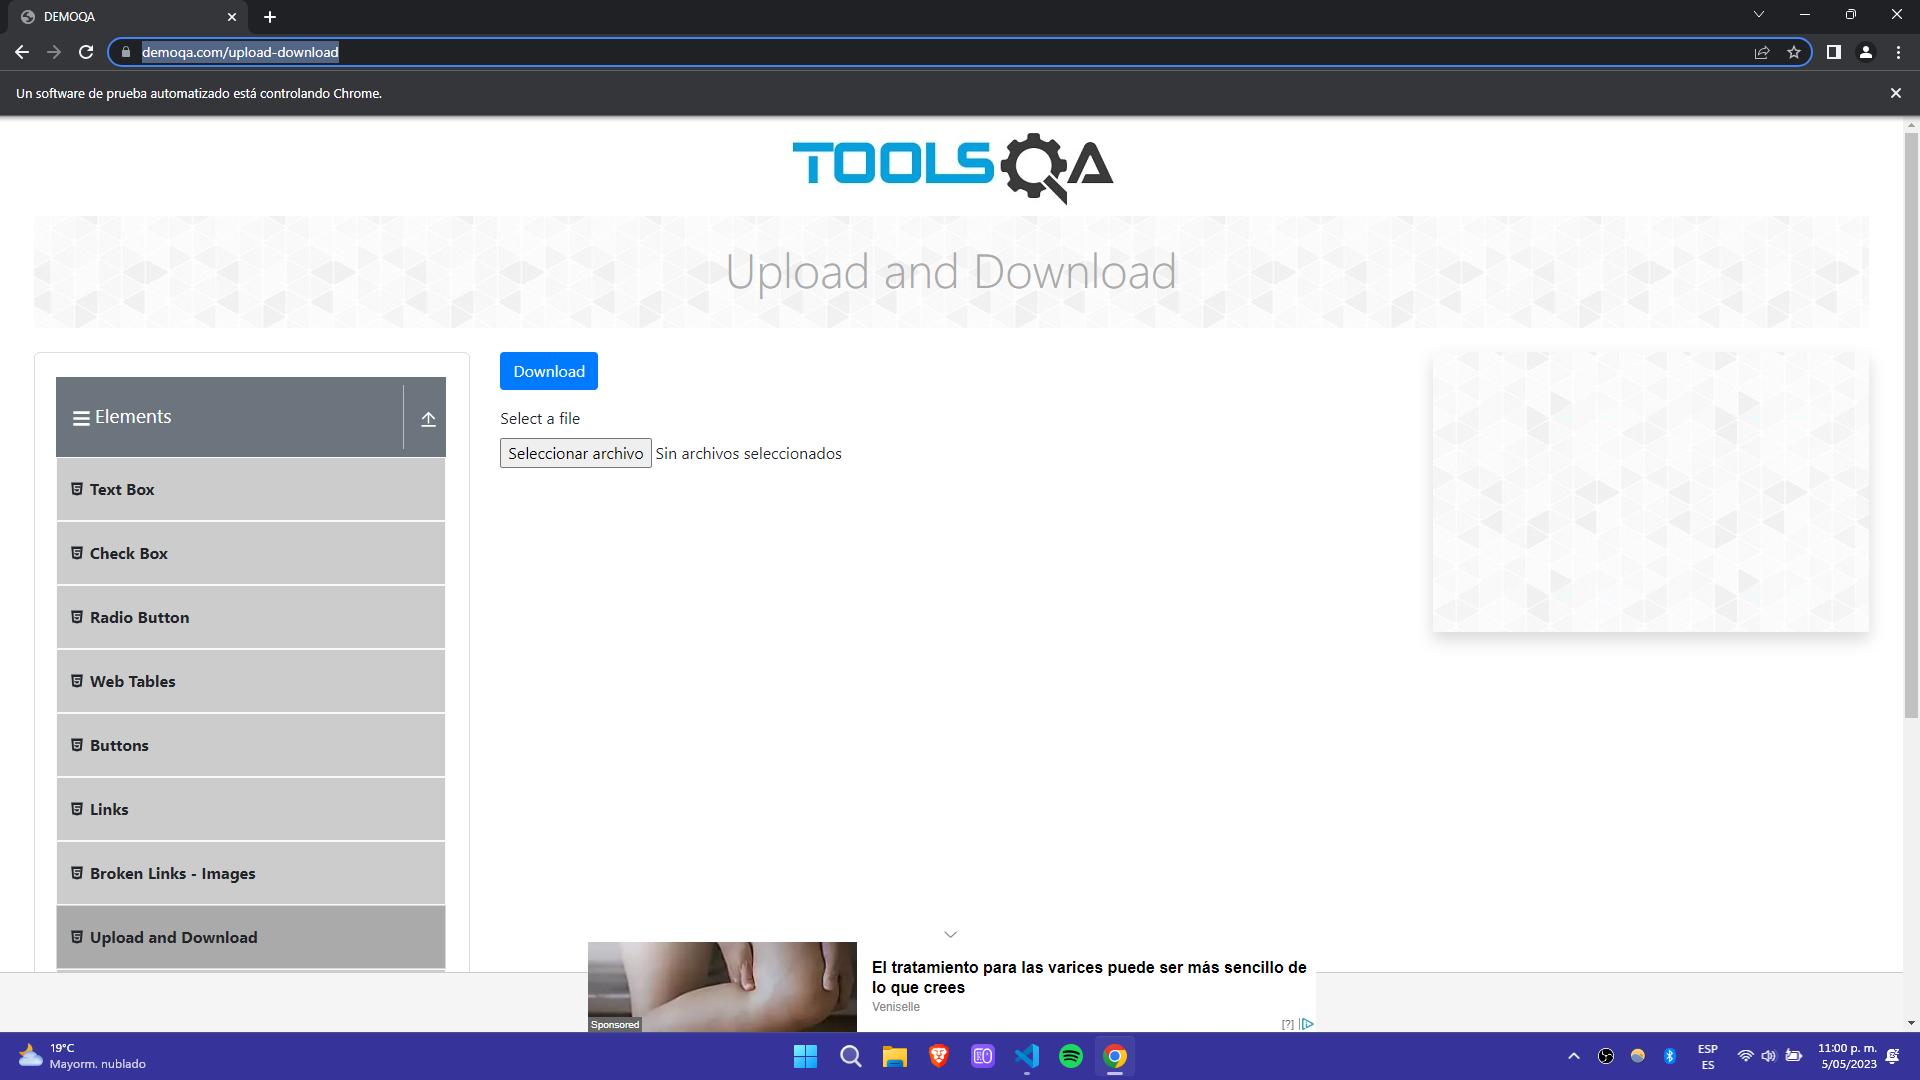 DEMOQA
demoqa.com/upload-download
Un software de prueba automatizado está controlando Chrome.
TOOLSQA
Upload and Download
Elements
Text Box
Check Box
Radio Button
Web Tables
Buttons
Links
Broken Links - Images
Upload and Download
Download
Select a file
Seleccionar archivo Sin archivos seleccionados
El tratamiento para las varices puede ser más sencillo de
lo que crees
Veniselle
Sponsored
[?]
19°C
Mayorm. nublado
ESP
ES
11:00 p. m.
5/05/2023